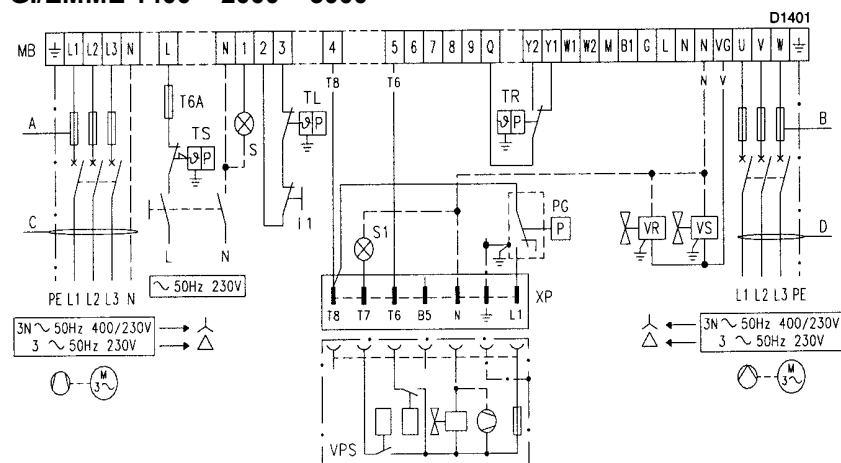 D1401
MB ⏚ L1 L2 L3 N L N 1 2 3 4 5 6 7 8 9 Q Y2 Y1 W1 W2 M B1 G L N N VG U V W ⏚
T8 T6 N V
T6A TL TR
A ϑ P ϑ P B
TS S
ϑ P
PG
P
C I1 S1 VR VS D
L N
XP
PE L1 L2 L3 N ∼ 50Hz 230V L1 L2 L3 PE
T8 T7 T6 B5 N ⏚ L1
3N ∼ 50Hz 400/230V
3 ∼ 50Hz 230V
3N ∼ 50Hz 400/230V
3 ∼ 50Hz 230V
M 3∼
M 3∼
VPS